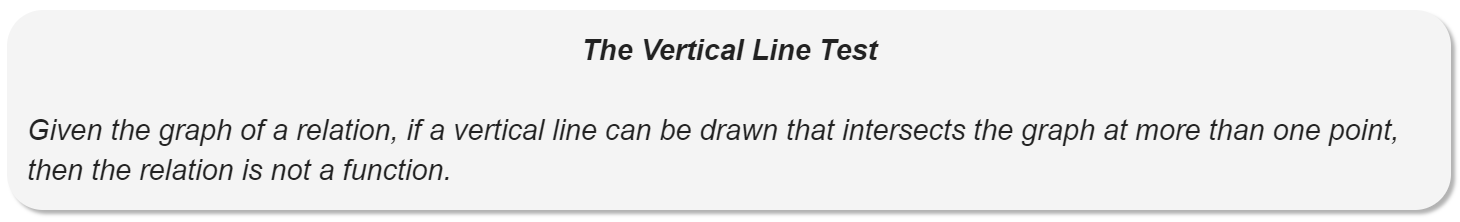 The Vertical Line Test
Given the graph of a relation, if a vertical line can be drawn that intersects the graph at more than one point,
then the relation is not a function.